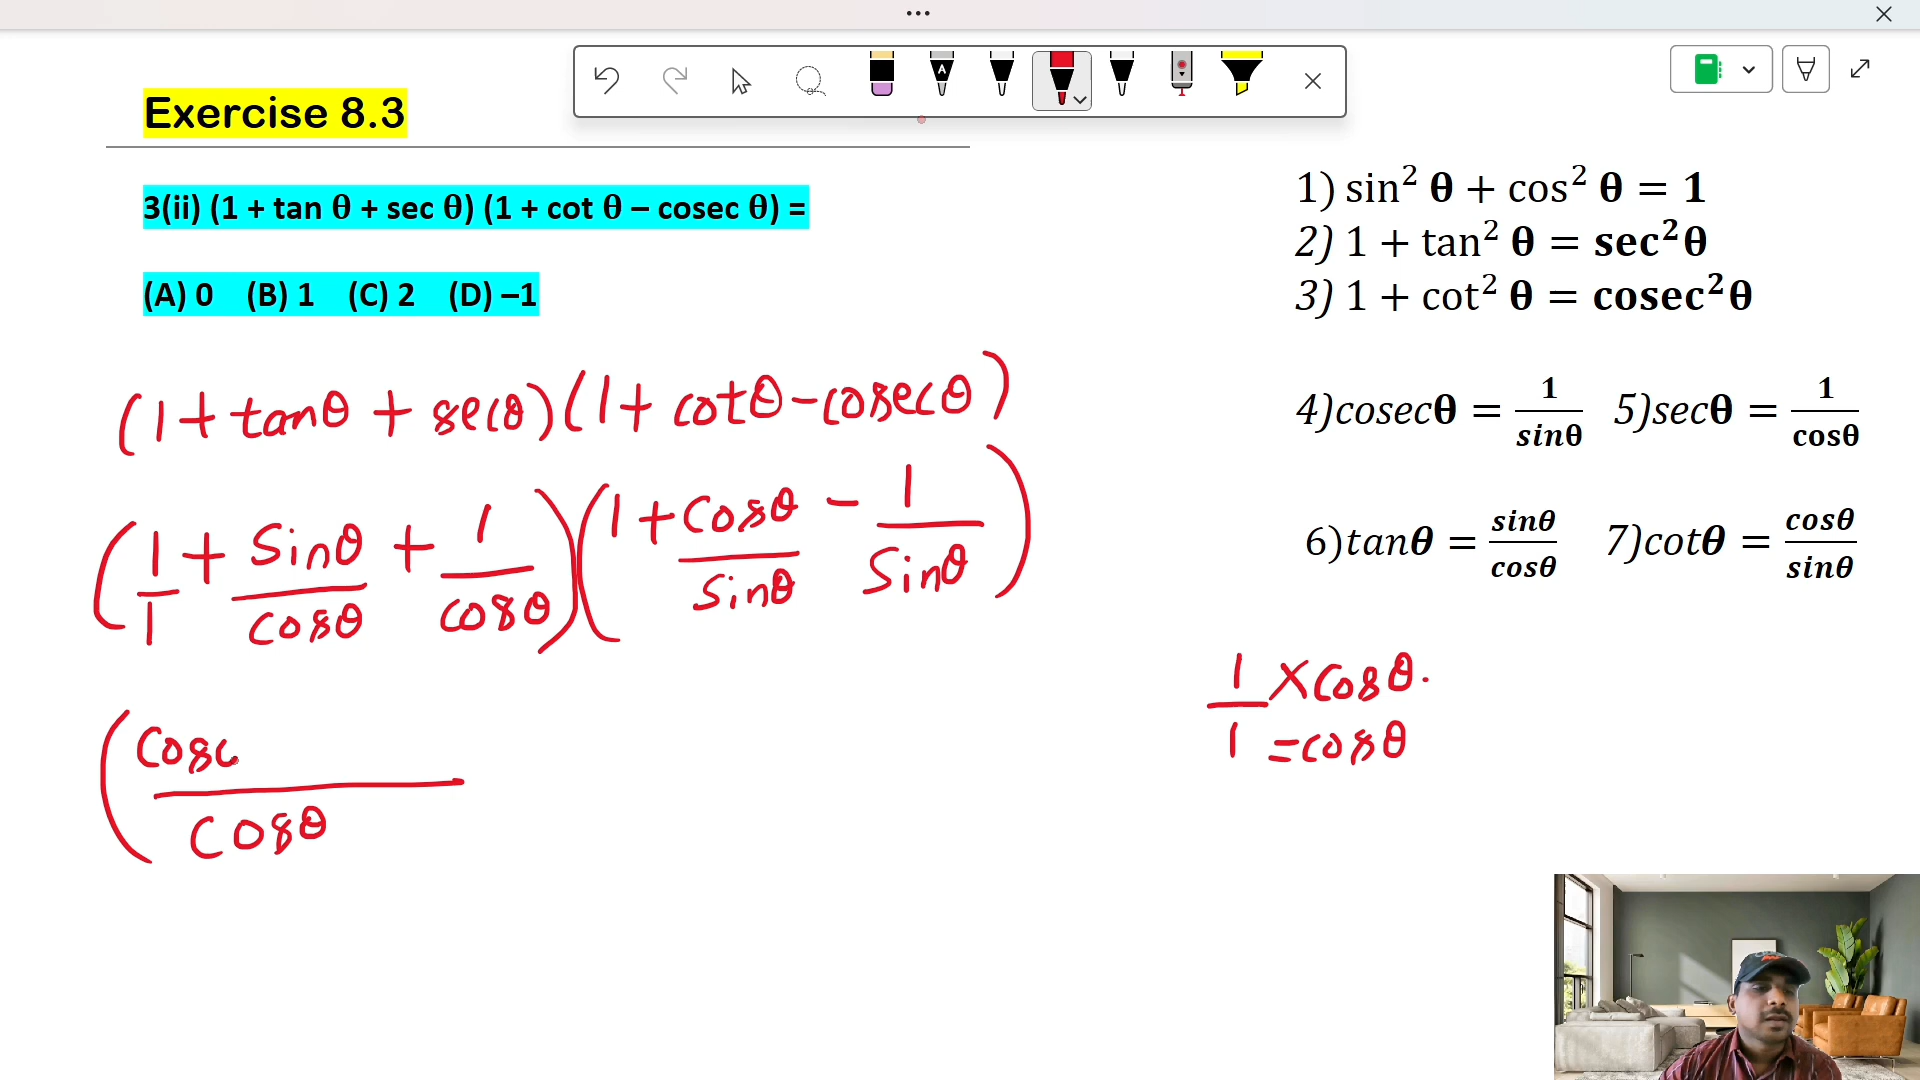 Exercise 8.3
3(ii) (1 + tan θ + sec θ) (1 + cot θ – cosec θ) =
(A) 0 (B) 1 (C) 2 (D) –1
1) sin² θ + cos² θ = 1
2) 1 + tan² θ = sec²θ
3) 1 + cot² θ = cosec²θ
4)cosecθ = 1/sinθ 5)secθ = 1/cosθ
6)tanθ = sinθ/cosθ 7)cotθ = cosθ/sinθ
(1 + tanθ + secθ)(1 + cotθ - cosecθ)
(1/1 + sinθ/cosθ + 1/cosθ)(1 + cosθ/sinθ - 1/sinθ)
1/1 × cosθ.
= cosθ
(cosc
cosθ